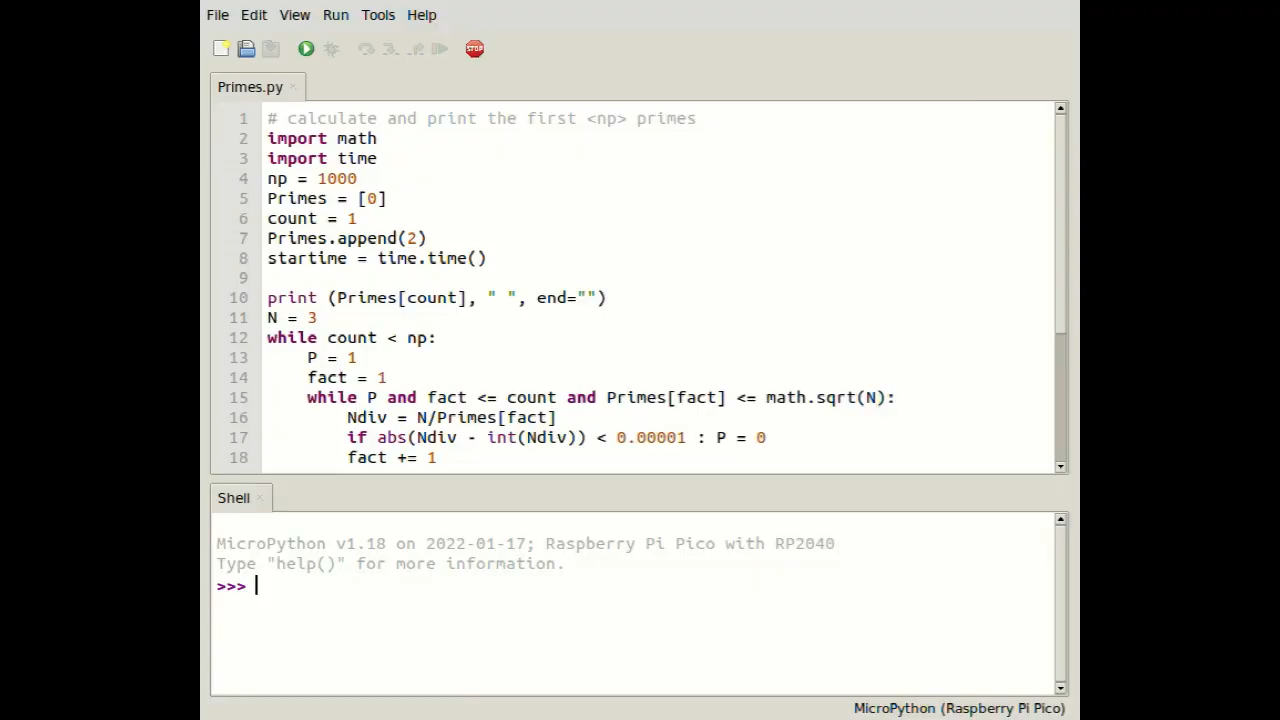 File Edit View Run Tools Help
STOP
Primes.py
1 # calculate and print the first <np> primes
2 import math
3 import time
4 np = 1000
5 Primes = [0]
6 count = 1
7 Primes.append(2)
8 startime = time.time()
9
10 print (Primes[count], " ", end="")
11 N = 3
12 while count < np:
13     P = 1
14     fact = 1
15     while P and fact <= count and Primes[fact] <= math.sqrt(N):
16         Ndiv = N/Primes[fact]
17         if abs(Ndiv - int(Ndiv)) < 0.00001 : P = 0
18         fact += 1
Shell
MicroPython v1.18 on 2022-01-17; Raspberry Pi Pico with RP2040
Type "help()" for more information.
>>>
MicroPython (Raspberry Pi Pico)